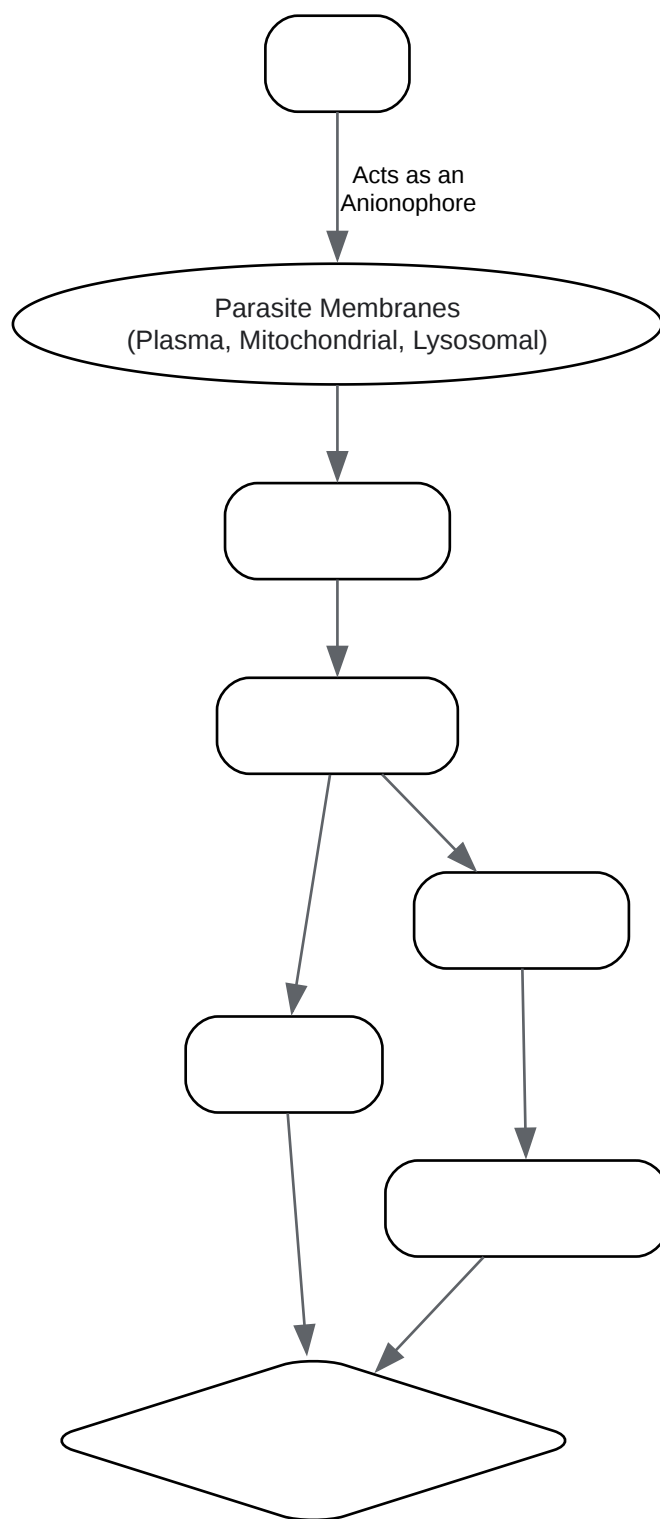 Acts as an
Anionophore
Parasite Membranes
(Plasma, Mitochondrial, Lysosomal)